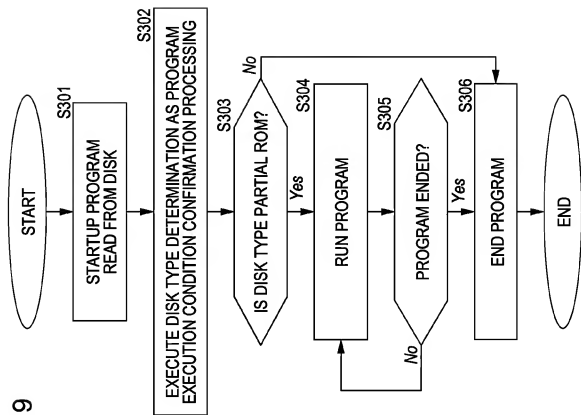 9
START
S301
STARTUP PROGRAM
READ FROM DISK
S302
EXECUTE DISK TYPE DETERMINATION AS PROGRAM
EXECUTION CONDITION CONFIRMATION PROCESSING
S303
IS DISK TYPE PARTIAL ROM?
No
Yes
S304
RUN PROGRAM
S305
PROGRAM ENDED?
No
Yes
S306
END PROGRAM
END